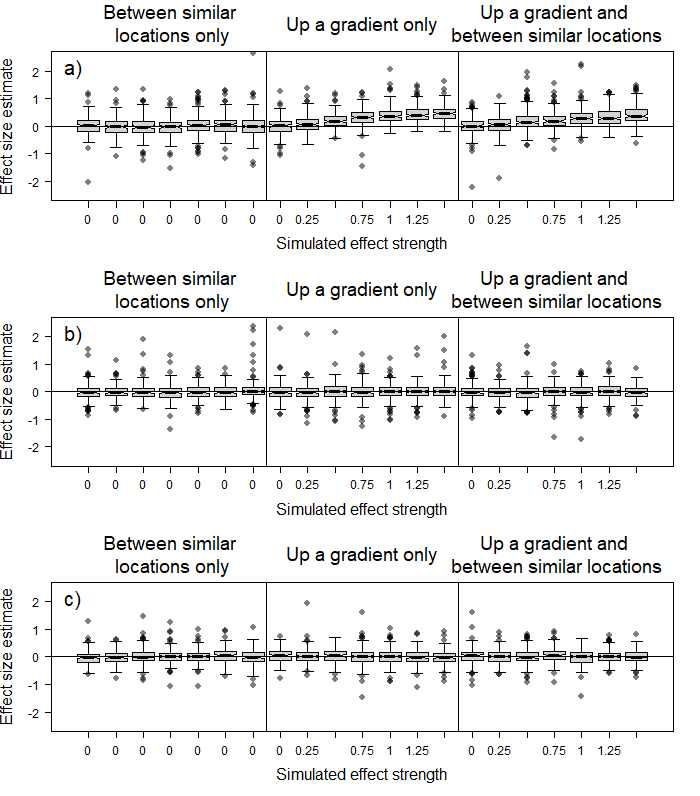 Between similar
locations only
Up a gradient only
Up a gradient and
between similar locations
a)
Effect size estimate
2
1
0
-1
-2
0 0 0 0 0 0 0 0 0.25 0.75 1 1.25 0 0.25 0.75 1 1.25
Simulated effect strength
Between similar
locations only
Up a gradient only
Up a gradient and
between similar locations
b)
Effect size estimate
2
1
0
-1
-2
0 0 0 0 0 0 0 0 0.25 0.75 1 1.25 0 0.25 0.75 1 1.25
Simulated effect strength
Between similar
locations only
Up a gradient only
Up a gradient and
between similar locations
c)
Effect size estimate
2
1
0
-1
-2
0 0 0 0 0 0 0 0 0.25 0.75 1 1.25 0 0.25 0.75 1 1.25
Simulated effect strength